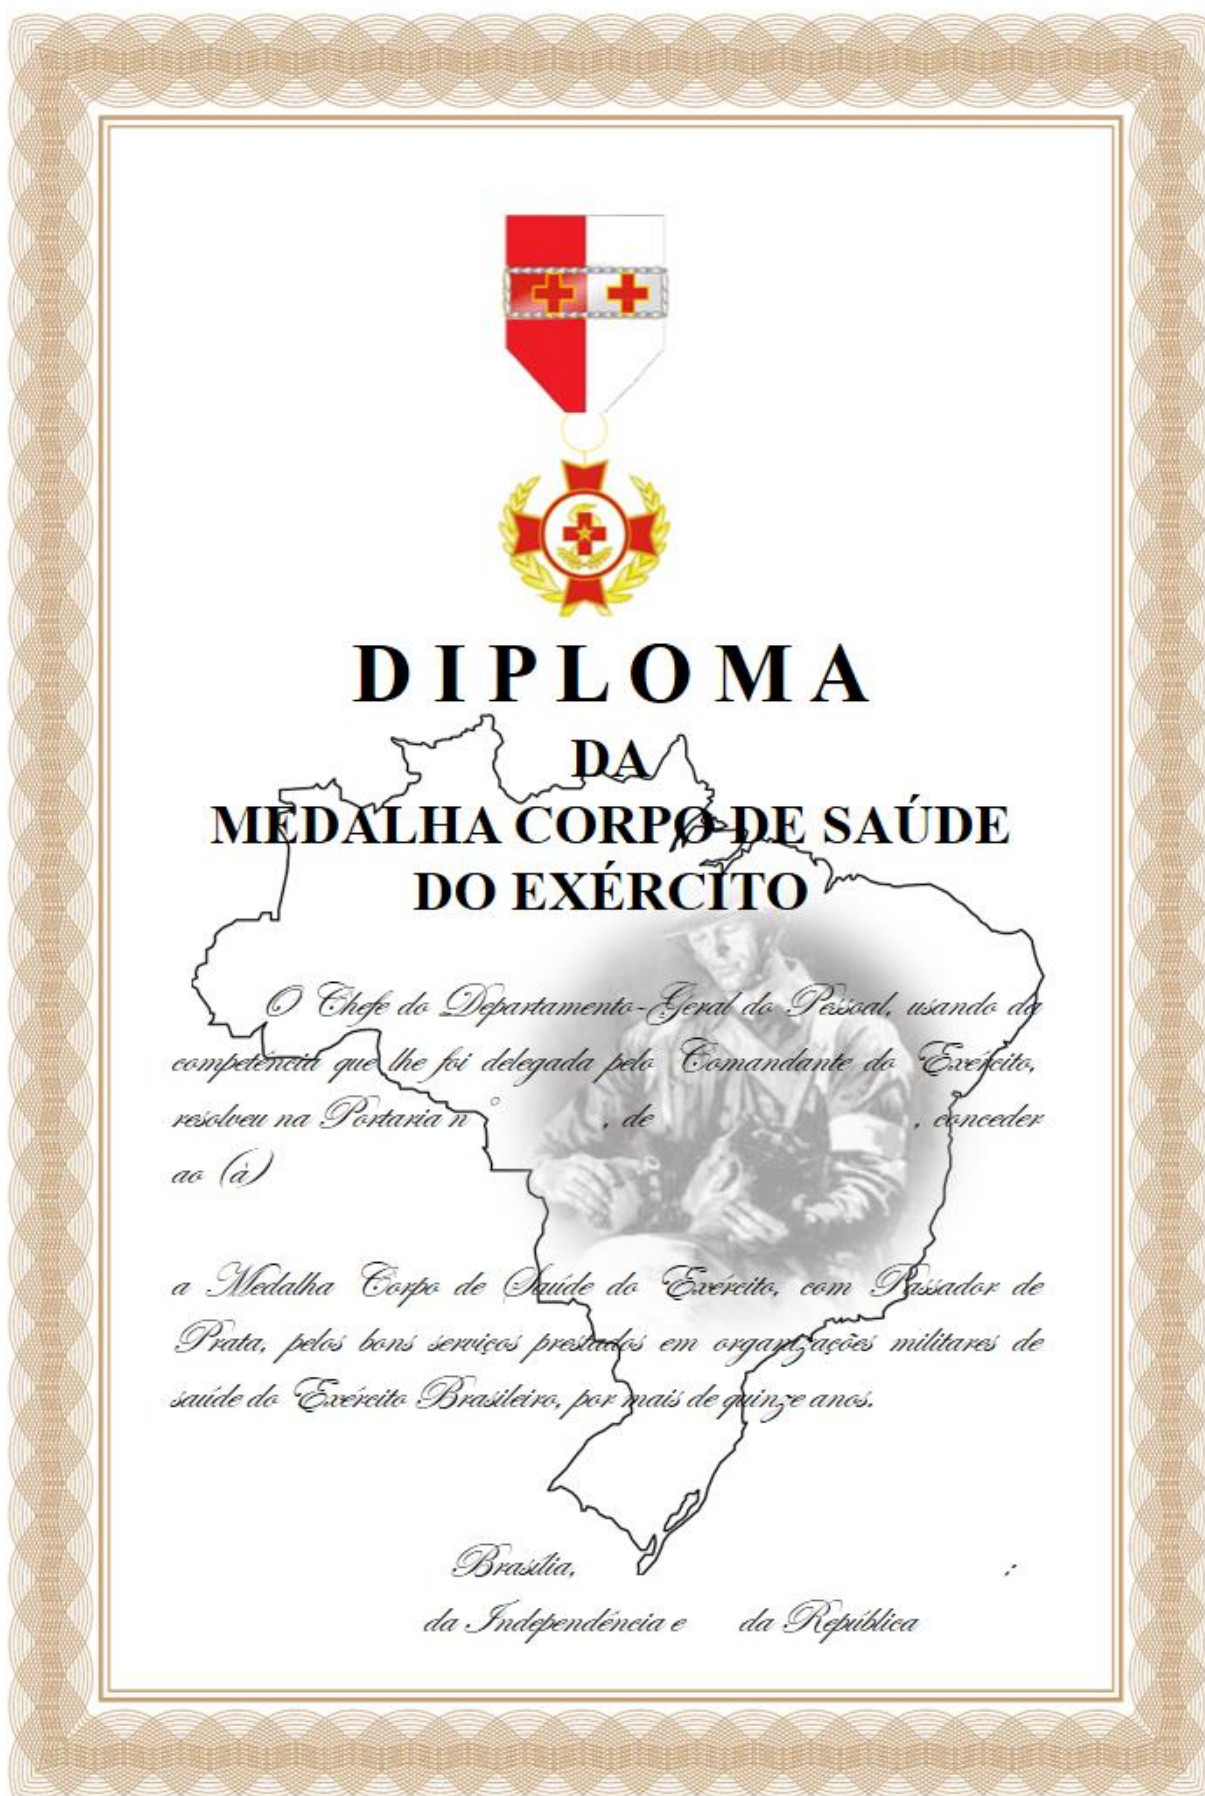 DIPLOMA
DA
MEDALHA CORPO DE SAÚDE
DO EXÉRCITO
O Chefe do Departamento-Geral do Pessoal, usando da
competência que lhe foi delegada pelo Comandante do Exército,
resolveu na Portaria n° , de , conceder
ao (à)
a Medalha Corpo de Saúde do Exército, com Passador de
Prata, pelos bons serviços prestados em organizações militares de
saúde do Exército Brasileiro, por mais de quinze anos.
Brasília, ;
da Independência e da República